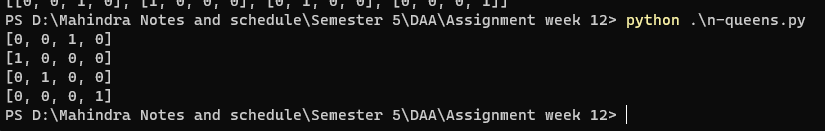 [[0, 0, 1, 0], [1, 0, 0, 0], [0, 1, 0, 0], [0, 0, 0, 1]]
PS D:\Mahindra Notes and schedule\Semester 5\DAA\Assignment week 12> python .\n-queens.py
[0, 0, 1, 0]
[1, 0, 0, 0]
[0, 1, 0, 0]
[0, 0, 0, 1]
PS D:\Mahindra Notes and schedule\Semester 5\DAA\Assignment week 12>